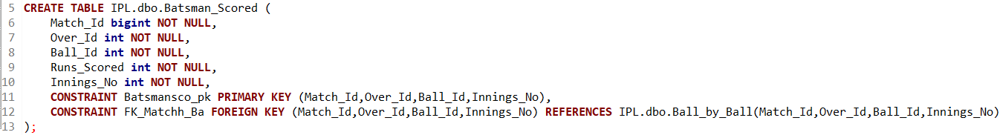 5 CREATE TABLE IPL.dbo.Batsman_Scored (
6 Match_Id bigint NOT NULL,
7 Over_Id int NOT NULL,
8 Ball_Id int NOT NULL,
9 Runs_Scored int NOT NULL,
10 Innings_No int NOT NULL,
11 CONSTRAINT Batsmansco_pk PRIMARY KEY (Match_Id,Over_Id,Ball_Id,Innings_No),
12 CONSTRAINT FK_Matchh_Ba FOREIGN KEY (Match_Id,Over_Id,Ball_Id,Innings_No) REFERENCES IPL.dbo.Ball_by_Ball(Match_Id,Over_Id,Ball_Id,Innings_No)
13 );